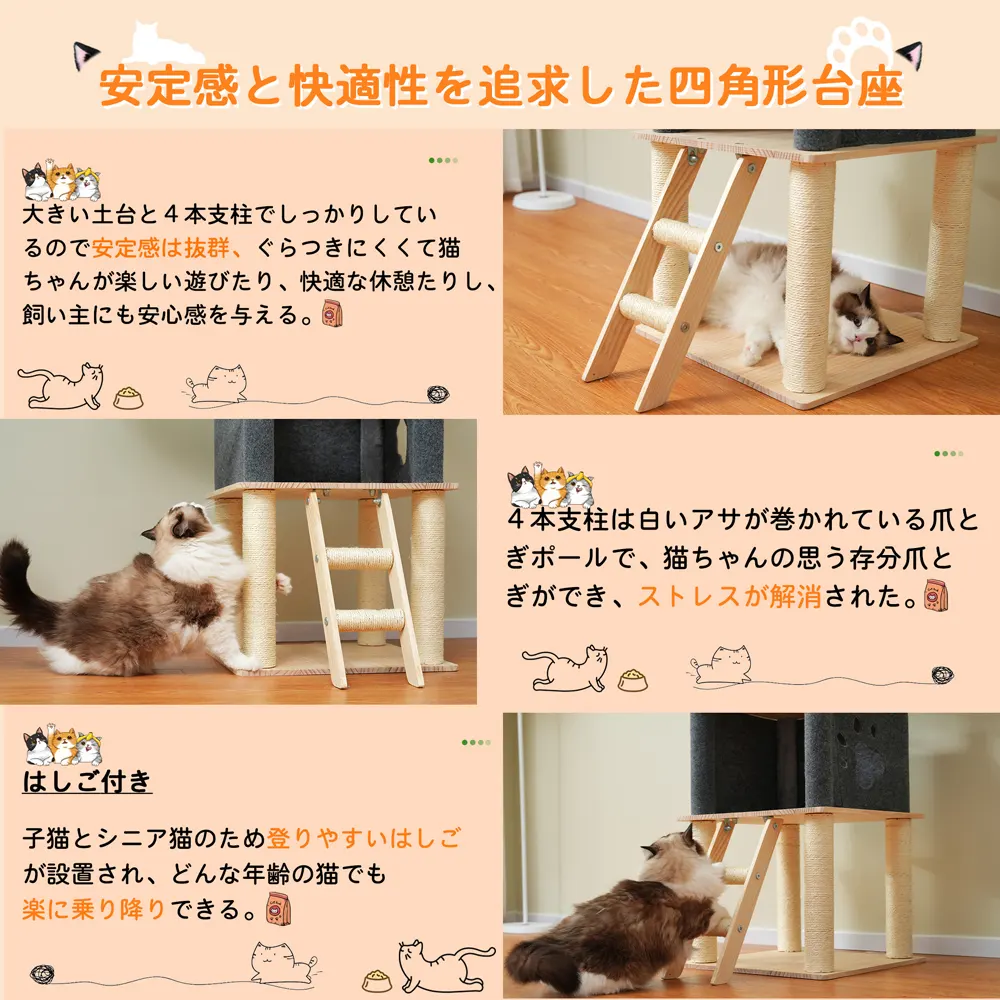 安定感と快適性を追求した四角形台座
大きい土台と４本支柱でしっかりしてい
るので安定感は抜群、ぐらつきにくくて猫
ちゃんが楽しい遊びたり、快適な休憩たりし、
飼い主にも安心感を与える。
４本支柱は白いアサが巻かれている爪と
ぎポールで、猫ちゃんの思う存分爪と
ぎができ、ストレスが解消された。
はしご付き
子猫とシニア猫のため登りやすいはしご
が設置され、どんな年齢の猫でも
楽に乗り降りできる。